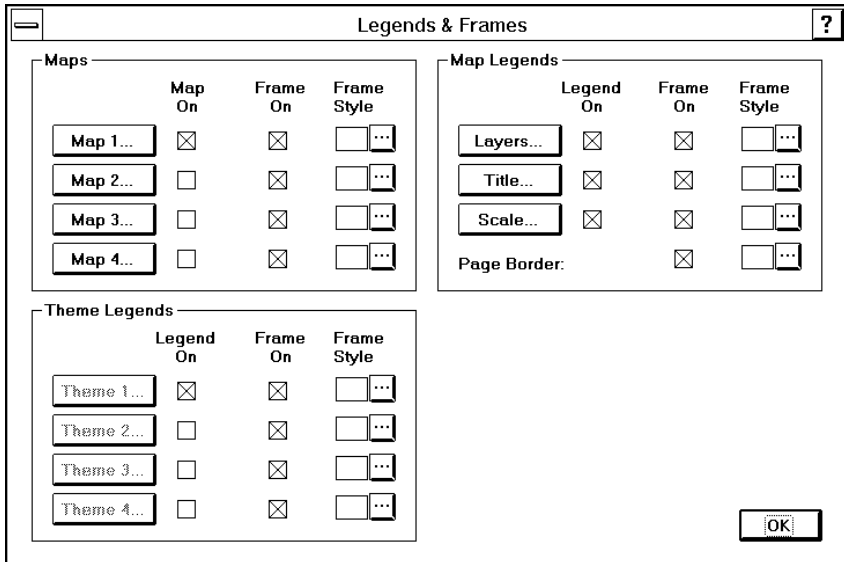 Legends & Frames
?
Maps
Map On
Frame On
Frame Style
Map 1...
...
Map 2...
...
Map 3...
...
Map 4...
...
Map Legends
Legend On
Frame On
Frame Style
Layers...
...
Title...
...
Scale...
...
Page Border:
...
Theme Legends
Legend On
Frame On
Frame Style
Theme 1...
...
Theme 2...
...
Theme 3...
...
Theme 4...
...
OK